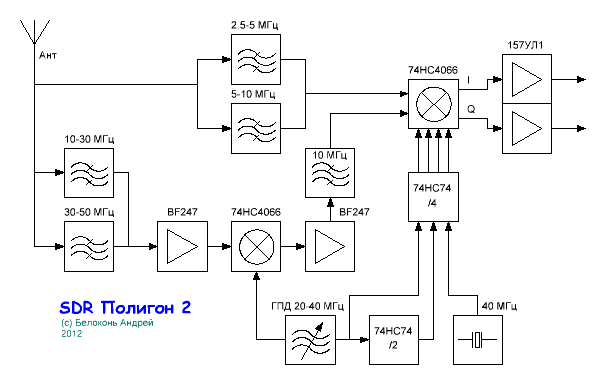 2.5-5 МГц
Ант
74HC4066
157УЛ1
5-10 МГц
I
Q
10-30 МГц
10 МГц
74HC74
/4
30-50 МГц
BF247
74HC4066
BF247
SDR Полигон 2
(с) Белоконь Андрей
2012
ГПД 20-40 МГц
40 МГц
74HC74
/2